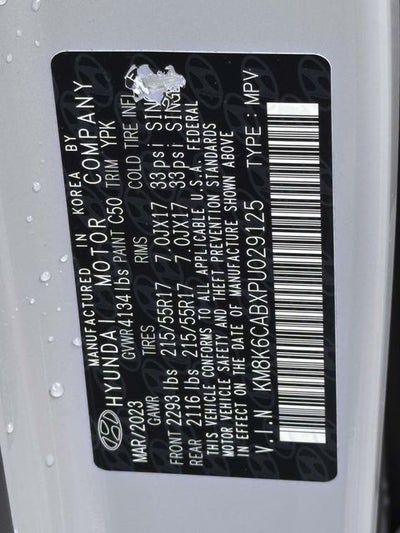 MANUFACTURED IN KOREA BY
HYUNDAI MOTOR COMPANY
MAR/2023 GVWR 4134 lbs PAINT C50 TRIM YPK
GAWR TIRES RIMS COLD TIRE INFL
FRONT 2293 lbs 215/55R17 7.0JX17 33psi SIN
REAR 2116 lbs 215/55R17 7.0JX17 33psi SINGL
THIS VEHICLE CONFORMS TO ALL APPLICABLE U.S.A. FEDERAL
MOTOR VEHICLE SAFETY AND THEFT PREVENTION STANDARDS
IN EFFECT ON THE DATE OF MANUFACTURE SHOWN ABOVE
V.I.N KM8K6CABXPU029125 TYPE : MPV